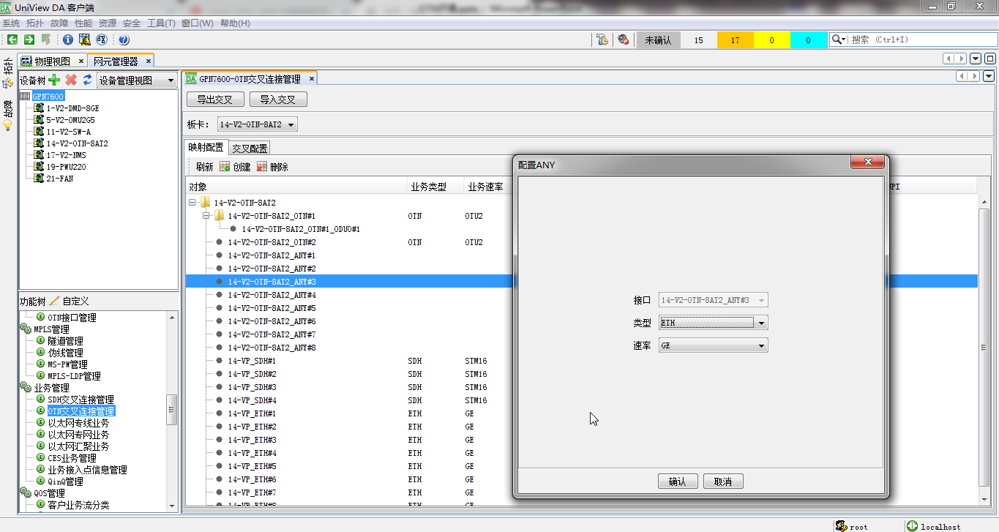 UniView DA 客户端
系统 拓扑 故障 性能 资源 安全 工具(T) 窗口(W) 帮助(H)
未确认 15 17 0 0 搜索 (Ctrl+I)
拓扑
故障
物理视图 × 网元管理器 ×
设备树 设备管理视图
GPN7600
1-V2-DMD-8GE
5-V2-OMU2G5
11-V2-SW-A
14-V2-OTN-8AT2
17-V2-NMS
19-PWU220
21-FAN
功能树 自定义
OTN接口管理
MPLS管理
隧道管理
伪线管理
MS-PW管理
MPLS-LDP管理
业务管理
SDH交叉连接管理
OTN交叉连接管理
以太网专线业务
以太网专网业务
以太网汇聚业务
CES业务管理
业务接入点信息管理
QinQ管理
QOS管理
客户业务流分类
GPN7600-OTN交叉连接管理 ×
导出交叉 导入交叉
板卡: 14-V2-OTN-8AT2
映射配置 交叉配置
刷新 创建 删除
对象 业务类型 业务速率
14-V2-OTN-8AT2
14-V2-OTN-8AT2_OTN#1 OTN OTU2
14-V2-OTN-8AT2_OTN#1_ODU0#1
14-V2-OTN-8AT2_OTN#2 OTN OTU2
14-V2-OTN-8AT2_ANY#1
14-V2-OTN-8AT2_ANY#2
14-V2-OTN-8AT2_ANY#3
14-V2-OTN-8AT2_ANY#4
14-V2-OTN-8AT2_ANY#5
14-V2-OTN-8AT2_ANY#6
14-V2-OTN-8AT2_ANY#7
14-V2-OTN-8AT2_ANY#8
14-VP_SDH#1 SDH STM16
14-VP_SDH#2 SDH STM16
14-VP_SDH#3 SDH STM16
14-VP_SDH#4 SDH STM16
14-VP_ETH#1 ETH GE
14-VP_ETH#2 ETH GE
14-VP_ETH#3 ETH GE
14-VP_ETH#4 ETH GE
14-VP_ETH#5 ETH GE
14-VP_ETH#6 ETH GE
14-VP_ETH#7 ETH GE
14-VP_ETH#8 ETH GE
配置ANY
接口 14-V2-OTN-8AT2_ANY#3
类型 ETH
速率 GE
确认 取消
root localhost